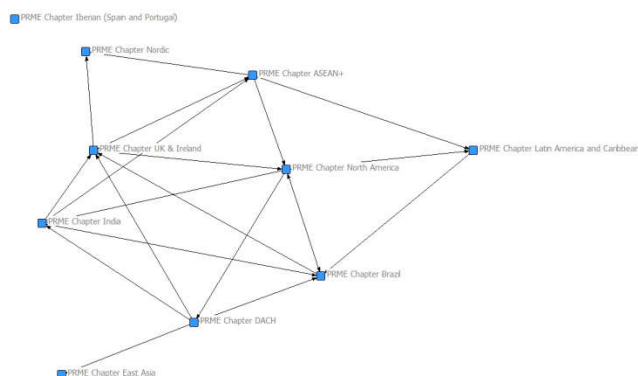 PRME Chapter Iberian (Spain and Portugal)
PRME Chapter Nordic
PRME Chapter ASEAN+
PRME Chapter UK & Ireland
PRME Chapter Latin America and Caribbean
PRME Chapter North America
PRME Chapter India
PRME Chapter Brazil
PRME Chapter DACH
PRME Chapter East Asia